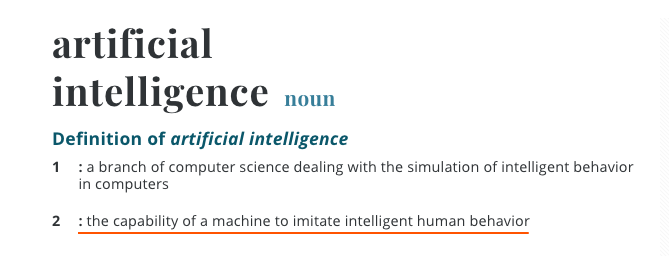 artificial
intelligence noun
Definition of artificial intelligence
1 : a branch of computer science dealing with the simulation of intelligent behavior
in computers
2 : the capability of a machine to imitate intelligent human behavior